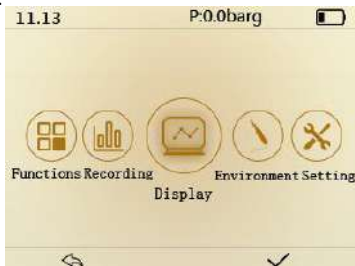 11.13 P:0.0barg
Functions Recording Environment Setting
Display